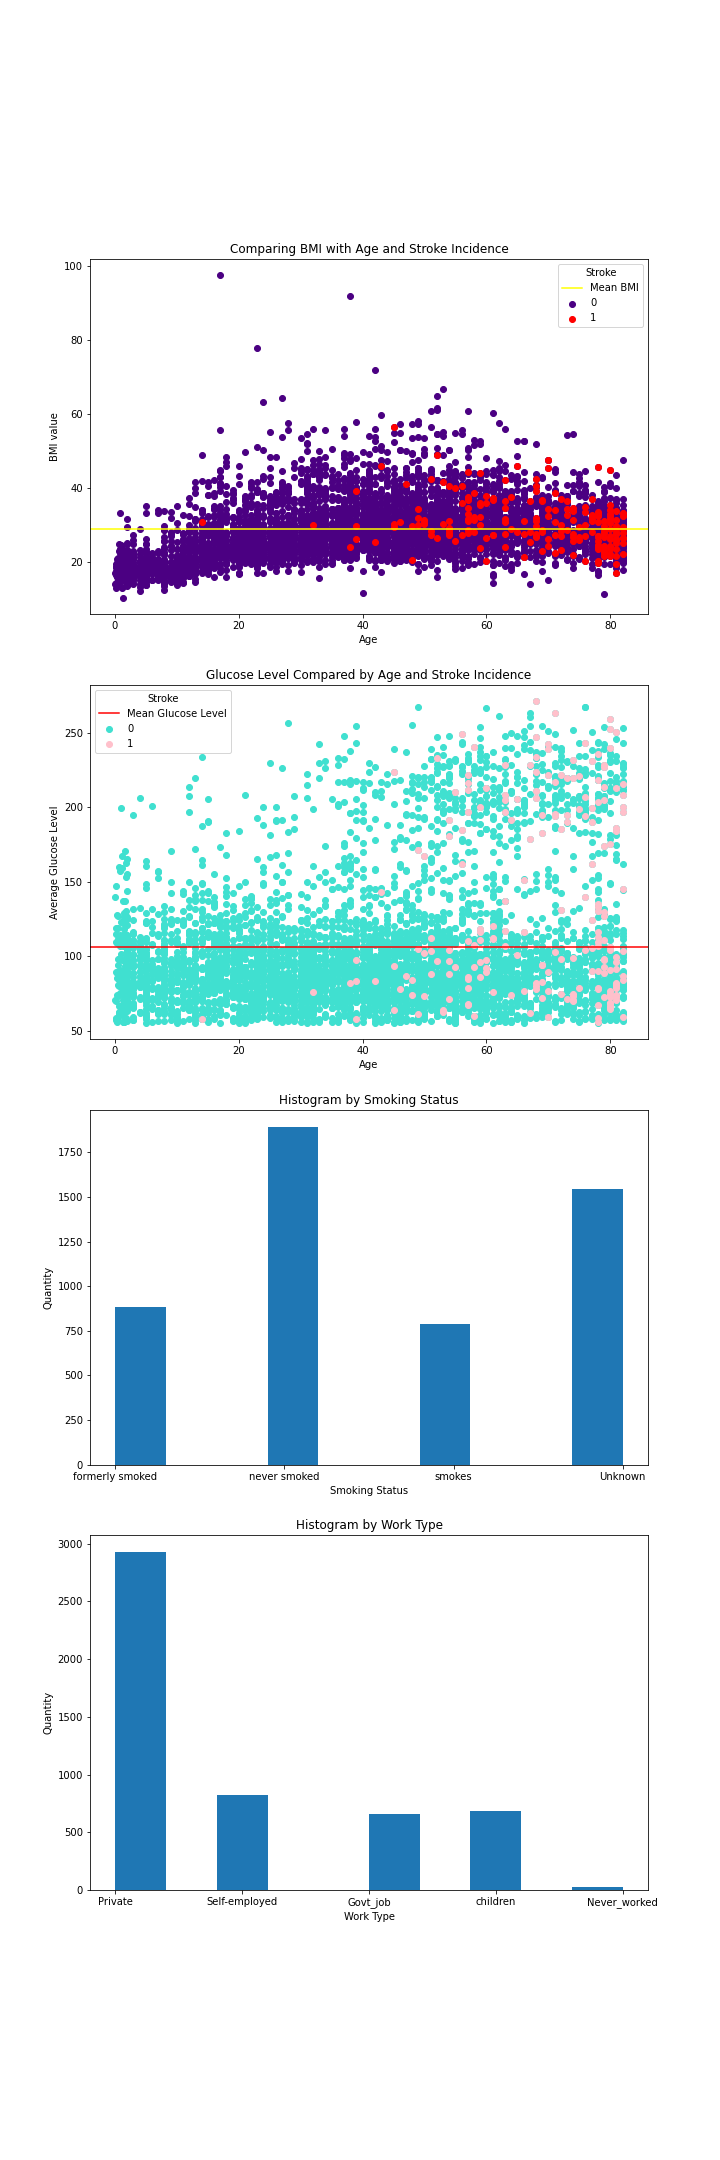 Comparing BMI with Age and Stroke Incidence
100
80
60
40
20
BMI value
Stroke
Mean BMI
0
1
0 20 40 60 80
Age
Glucose Level Compared by Age and Stroke Incidence
Stroke
Mean Glucose Level
0
1
250
200
150
100
50
Average Glucose Level
0 20 40 60 80
Age
Histogram by Smoking Status
1750
1500
1250
1000
750
500
250
0
Quantity
formerly smoked never smoked smokes Unknown
Smoking Status
Histogram by Work Type
3000
2500
2000
1500
1000
500
0
Quantity
Private Self-employed Govt_job children Never_worked
Work Type